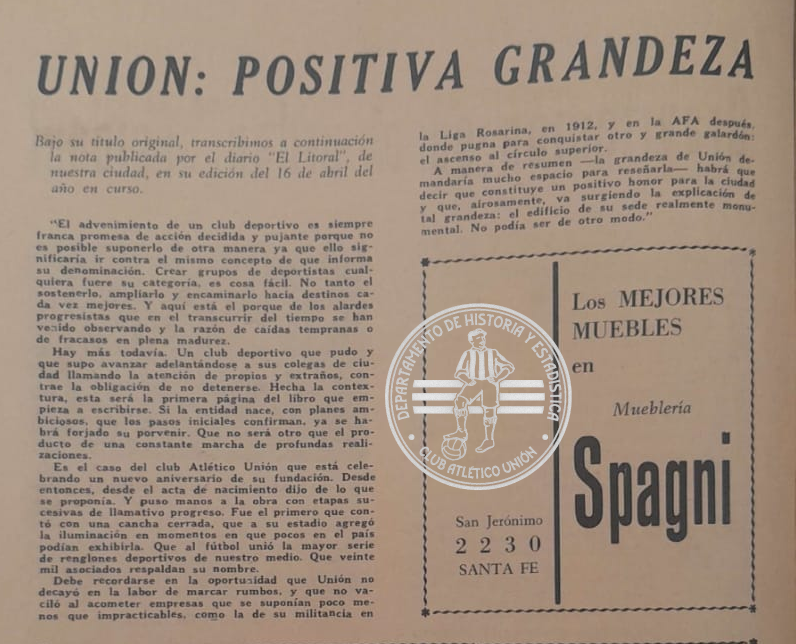 UNION: POSITIVA GRANDEZA
Bajo su título original, transcribimos a continuación
la nota publicada por el diario "El Litoral", de
nuestra ciudad, en su edición del 16 de abril del
año en curso.
"El advenimiento de un club deportivo es siempre
franca promesa de acción decidida y pujante porque no
es posible suponerlo de otra manera ya que ello sig-
nificaría ir contra el mismo concepto de que informa
su denominación. Crear grupos de deportistas cual-
quiera fuere su categoría, es cosa fácil. No tanto el
sostenerlo, ampliarlo y encaminarlo hacia destinos ca-
da vez mejores. Y aquí está el porque de los alardes
progresistas que en el transcurrir del tiempo se han
venido observando y la razón de caídas tempranas o
de fracasos en plena madurez.
Hay más todavía. Un club deportivo que pudo y
que supo avanzar adelantándose a sus colegas de ciu-
dad llamando la atención de propios y extraños, con-
trae la obligación de no detenerse. Hecha la contex-
tura, esta será la primera página del libro que em-
pieza a escribirse. Si la entidad nace, con planes am-
biciosos, que los pasos iniciales confirman, ya se ha-
brá forjado su porvenir. Que no será otro que el pro-
ducto de una constante marcha de profundas reali-
zaciones.
Es el caso del club Atlético Unión que está cele-
brando un nuevo aniversario de su fundación. Desde
entonces, desde el acta de nacimiento dijo de lo que
se proponía. Y puso manos a la obra con etapas su-
cesivas de llamativo progreso. Fue el primero que con-
tó con una cancha cerrada, que a su estadio agregó
la iluminación en momentos en que pocos en el país
podían exhibirla. Que al fútbol unió la mayor serie
de renglones deportivos de nuestro medio. Que veinte
mil asociados respaldan su nombre.
Debe recordarse en la oportunidad que Unión no
decayó en la labor de marcar rumbos, y que no va-
ciló al acometer empresas que se suponían poco me-
nos que impracticables, como la de su militancia en
la Liga Rosarina, en 1912, y en la AFA después,
donde pugna para conquistar otro y grande galardón:
el ascenso al círculo superior.
A manera de resumen —la grandeza de Unión de-
mandaría mucho espacio para reseñarla— habrá que
decir que constituye un positivo honor para la ciudad
y que, airosamente, va surgiendo la explicación de
tal grandeza: el edificio de su sede realmente monu-
mental. No podía ser de otro modo."
Los MEJORES
MUEBLES
en
Mueblería
Spagni
San Jerónimo
2230
SANTA FE
DEPARTAMENTO DE HISTORIA Y ESTADÍSTICA
CLUB ATLÉTICO UNIÓN